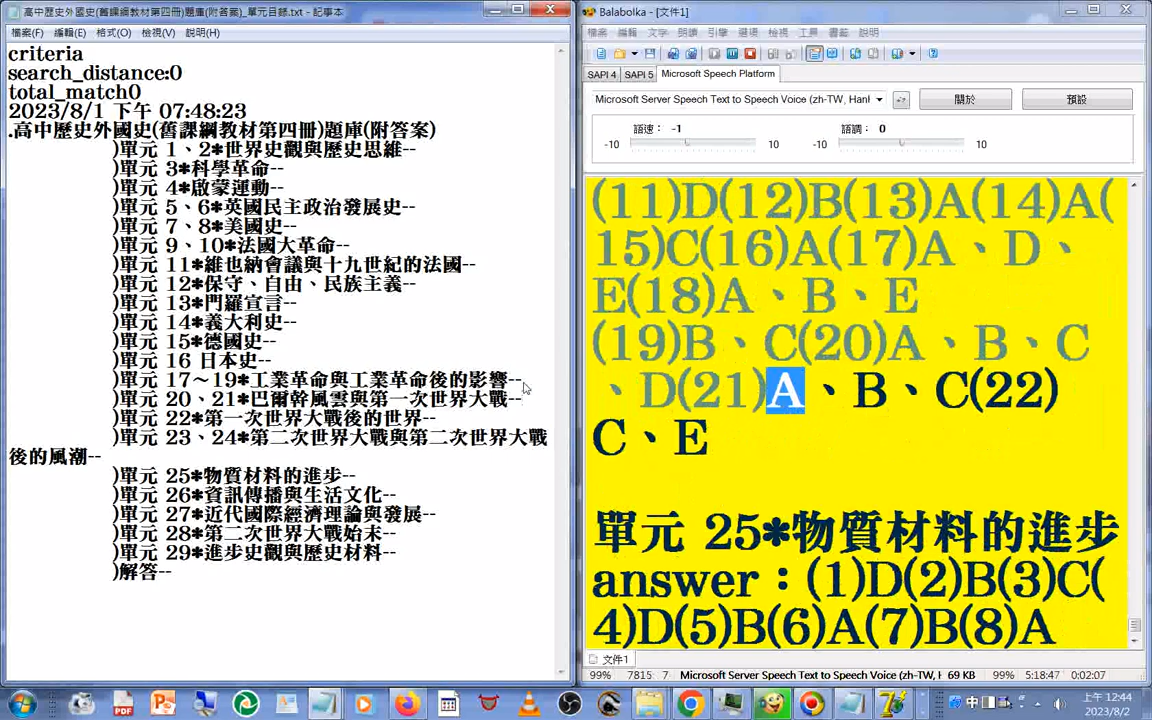 高中歷史外國史(舊課綱教材第四冊)題庫(附答案)_單元目錄.txt - 記事本
檔案(F) 編輯(E) 格式(O) 檢視(V) 說明(H)
criteria
search_distance:0
total_match0
2023/8/1 下午 07:48:23
.高中歷史外國史(舊課綱教材第四冊)題庫(附答案)
)單元 1、2*世界史觀與歷史思維--
)單元 3*科學革命--
)單元 4*啟蒙運動--
)單元 5、6*英國民主政治發展史--
)單元 7、8*美國史--
)單元 9、10*法國大革命--
)單元 11*維也納會議與十九世紀的法國--
)單元 12*保守、自由、民族主義--
)單元 13*門羅宣言--
)單元 14*義大利史--
)單元 15*德國史--
)單元 16 日本史--
)單元 17～19*工業革命與工業革命後的影響--
)單元 20、21*巴爾幹風雲與第一次世界大戰--
)單元 22*第一次世界大戰後的世界--
)單元 23、24*第二次世界大戰與第二次世界大戰
後的風潮--
)單元 25*物質材料的進步--
)單元 26*資訊傳播與生活文化--
)單元 27*近代國際經濟理論與發展--
)單元 28*第二次世界大戰始末--
)單元 29*進步史觀與歷史材料--
)解答--
Balabolka - [文件1]
檔案 編輯 文字 朗讀 引擎 選項 檢視 工具 書籤 說明
SAPI 4 SAPI 5 Microsoft Speech Platform
Microsoft Server Speech Text to Speech Voice (zh-TW, Hanl 關於 預設
語速： -1 語調： 0
-10 10 -10 10
(11)D(12)B(13)A(14)A(
15)C(16)A(17)A、D、
E(18)A、B、E
(19)B、C(20)A、B、C
、D(21)A、B、C(22)
C、E
單元 25*物質材料的進步
answer：(1)D(2)B(3)C(
4)D(5)B(6)A(7)B(8)A
文件1
99% 7815: 7 Microsoft Server Speech Text to Speech Voice (zh-TW, I 69 KB 99% 5:18:47 0:02:07
中
上午 12:44
2023/8/2